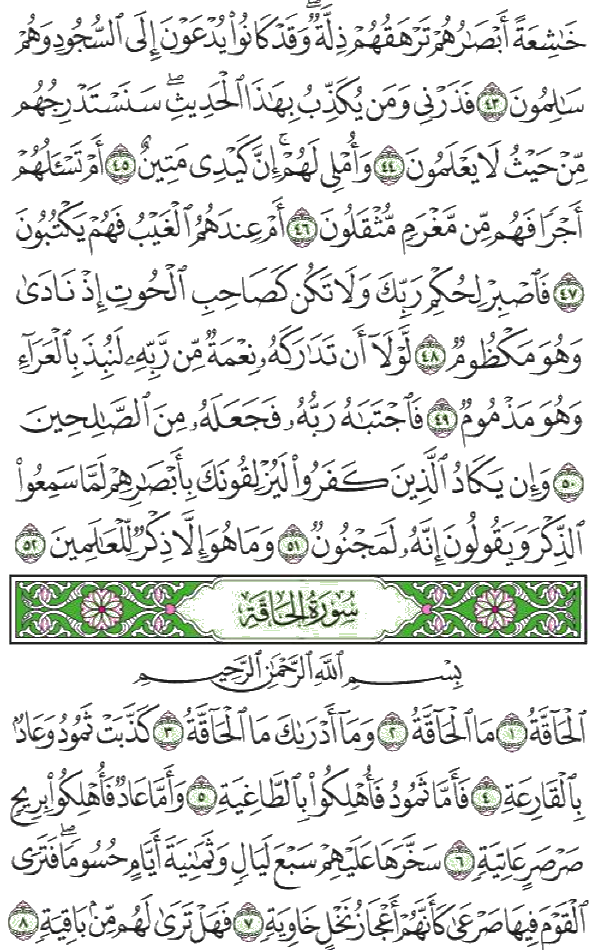 خَٰشِعَةً أَبْصَٰرُهُمْ تَرْهَقُهُمْ ذِلَّةٌ ۖ وَقَدْ كَانُوا۟ يُدْعَوْنَ إِلَى ٱلسُّجُودِ وَهُمْ
سَٰلِمُونَ ٤٣ فَذَرْنِى وَمَن يُكَذِّبُ بِهَٰذَا ٱلْحَدِيثِ ۖ سَنَسْتَدْرِجُهُم
مِّنْ حَيْثُ لَا يَعْلَمُونَ ٤٤ وَأُمْلِى لَهُمْ ۚ إِنَّ كَيْدِى مَتِينٌ ٤٥ أَمْ تَسْـَٔلُهُمْ
أَجْرًا فَهُم مِّن مَّغْرَمٍ مُّثْقَلُونَ ٤٦ أَمْ عِندَهُمُ ٱلْغَيْبُ فَهُمْ يَكْتُبُونَ
٤٧ فَٱصْبِرْ لِحُكْمِ رَبِّكَ وَلَا تَكُن كَصَاحِبِ ٱلْحُوتِ إِذْ نَادَىٰ
وَهُوَ مَكْظُومٌ ٤٨ لَّوْلَآ أَن تَدَٰرَكَهُۥ نِعْمَةٌ مِّن رَّبِّهِۦ لَنُبِذَ بِٱلْعَرَآءِ
وَهُوَ مَذْمُومٌ ٤٩ فَٱجْتَبَٰهُ رَبُّهُۥ فَجَعَلَهُۥ مِنَ ٱلصَّٰلِحِينَ
٥٠ وَإِن يَكَادُ ٱلَّذِينَ كَفَرُوا۟ لَيُزْلِقُونَكَ بِأَبْصَٰرِهِمْ لَمَّا سَمِعُوا۟
ٱلذِّكْرَ وَيَقُولُونَ إِنَّهُۥ لَمَجْنُونٌ ٥١ وَمَا هُوَ إِلَّا ذِكْرٌ لِّلْعَٰلَمِينَ ٥٢
سُورَةُ الْحَاقَّةِ
بِسْمِ ٱللَّهِ ٱلرَّحْمَٰنِ ٱلرَّحِيمِ
ٱلْحَآقَّةُ ١ مَا ٱلْحَآقَّةُ ٢ وَمَآ أَدْرَىٰكَ مَا ٱلْحَآقَّةُ ٣ كَذَّبَتْ ثَمُودُ وَعَادٌۢ
بِٱلْقَارِعَةِ ٤ فَأَمَّا ثَمُودُ فَأُهْلِكُوا۟ بِٱلطَّاغِيَةِ ٥ وَأَمَّا عَادٌ فَأُهْلِكُوا۟ بِرِيحٍ
صَرْصَرٍ عَاتِيَةٍ ٦ سَخَّرَهَا عَلَيْهِمْ سَبْعَ لَيَالٍ وَثَمَٰنِيَةَ أَيَّامٍ حُسُومًا ۖ فَتَرَى
ٱلْقَوْمَ فِيهَا صَرْعَىٰ كَأَنَّهُمْ أَعْجَازُ نَخْلٍ خَاوِيَةٍ ٧ فَهَلْ تَرَىٰ لَهُم مِّنۢ بَاقِيَةٍ ٨